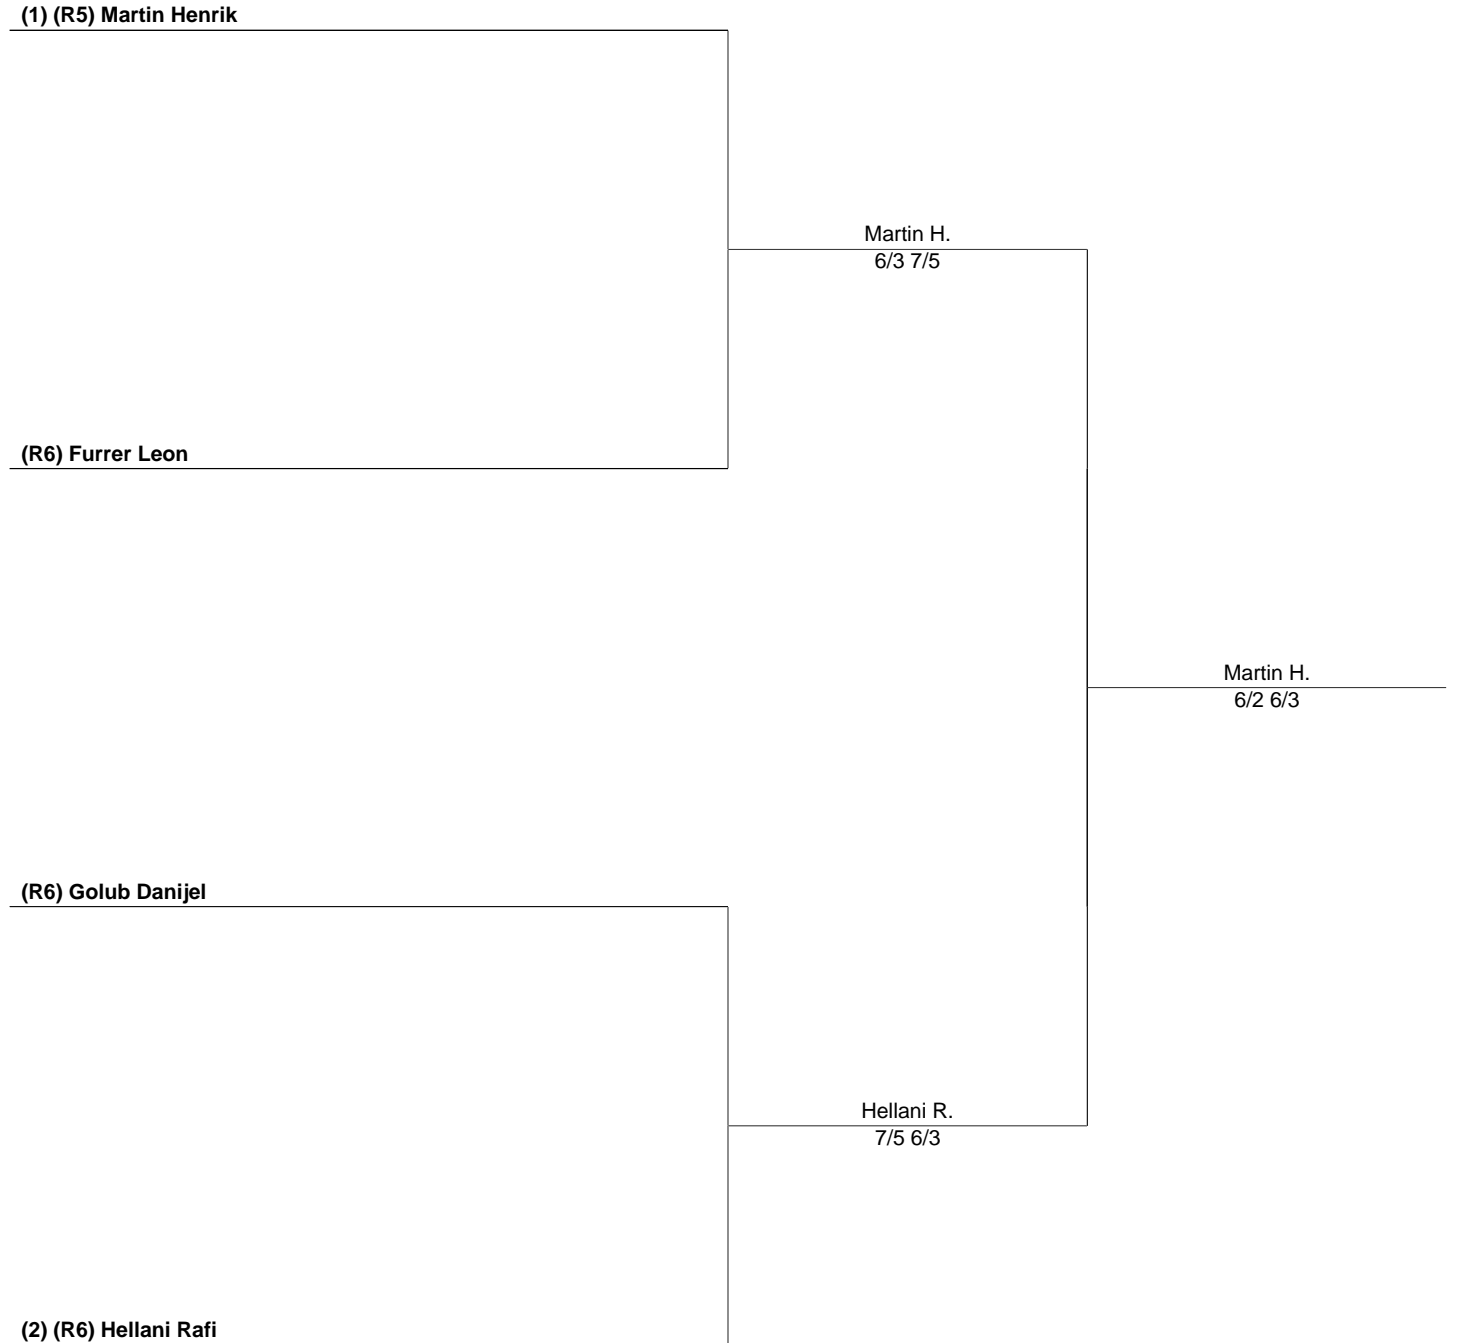 (1) (R5) Martin Henrik
Martin H.
6/3 7/5
(R6) Furrer Leon
Martin H.
6/2 6/3
(R6) Golub Danijel
Hellani R.
7/5 6/3
(2) (R6) Hellani Rafi